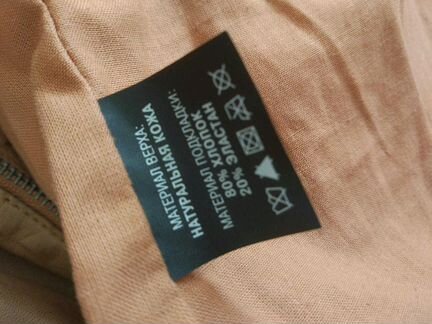 МАТЕРИАЛ ВЕРХА:
НАТУРАЛЬНАЯ КОЖА
МАТЕРИАЛ ПОДКЛАДКИ:
80% ХЛОПОК
20% ЭЛАСТАН